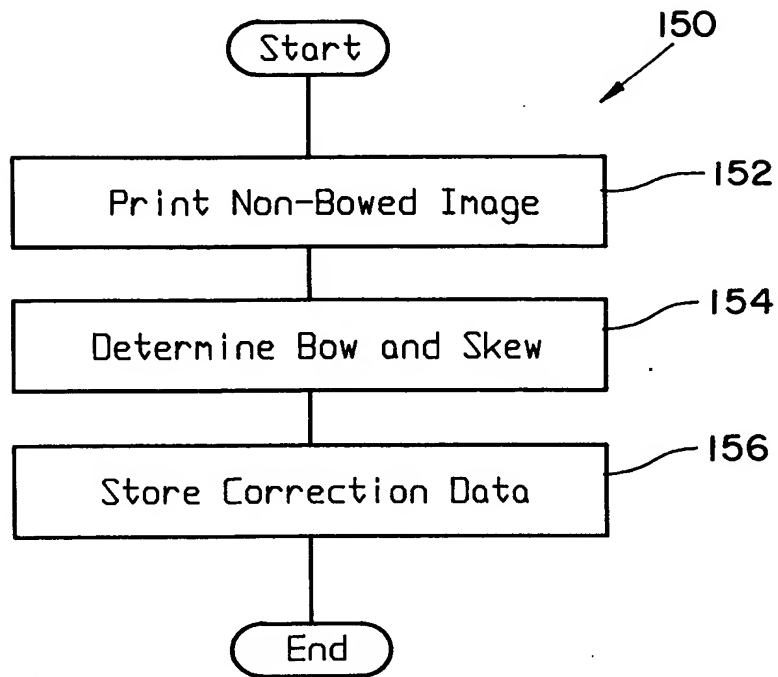 Start
150
Print Non-Bowed Image
152
Determine Bow and Skew
154
Store Correction Data
156
End